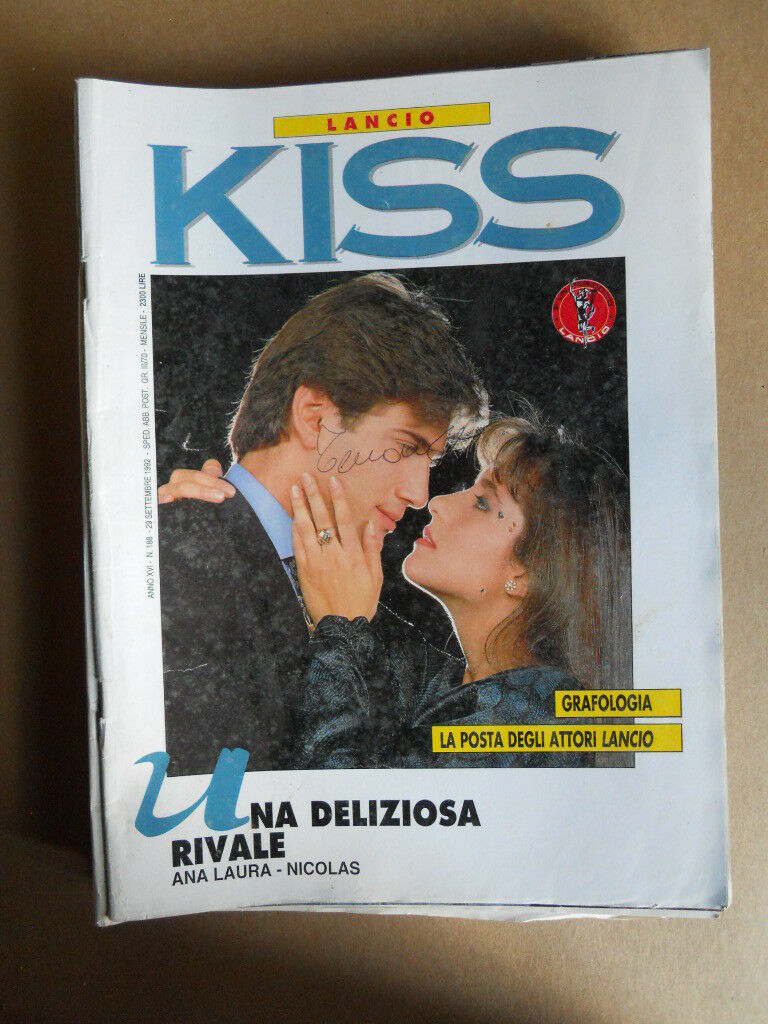 LANCIO
KISS
ANNO XVI - N. 188 - 29 SETTEMBRE 1992 - SPED. ABB. POST. GR. III/70 - MENSILE - 2300 LIRE
LANCIO
GRAFOLOGIA
LA POSTA DEGLI ATTORI LANCIO
UNA DELIZIOSA
RIVALE
ANA LAURA - NICOLAS